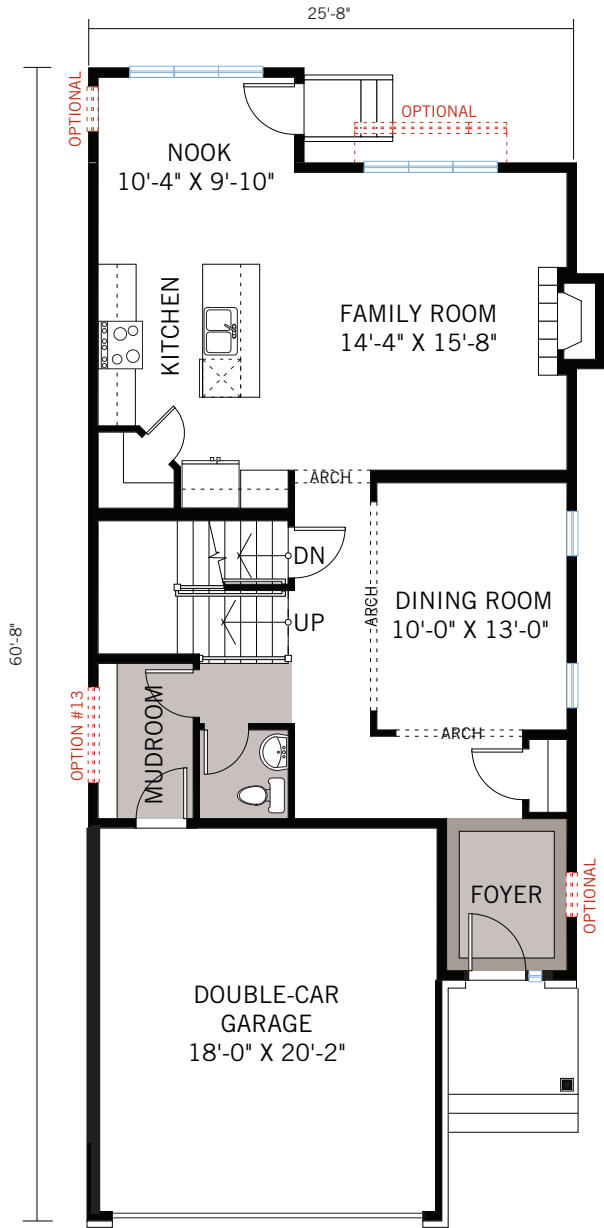 25'-8"
OPTIONAL
OPTIONAL
NOOK
10'-4" X 9'-10"
KITCHEN
FAMILY ROOM
14'-4" X 15'-8"
ARCH
DN
UP
ARCH
DINING ROOM
10'-0" X 13'-0"
60'-8"
OPTION #13
MUDROOM
ARCH
FOYER
OPTIONAL
DOUBLE-CAR
GARAGE
18'-0" X 20'-2"